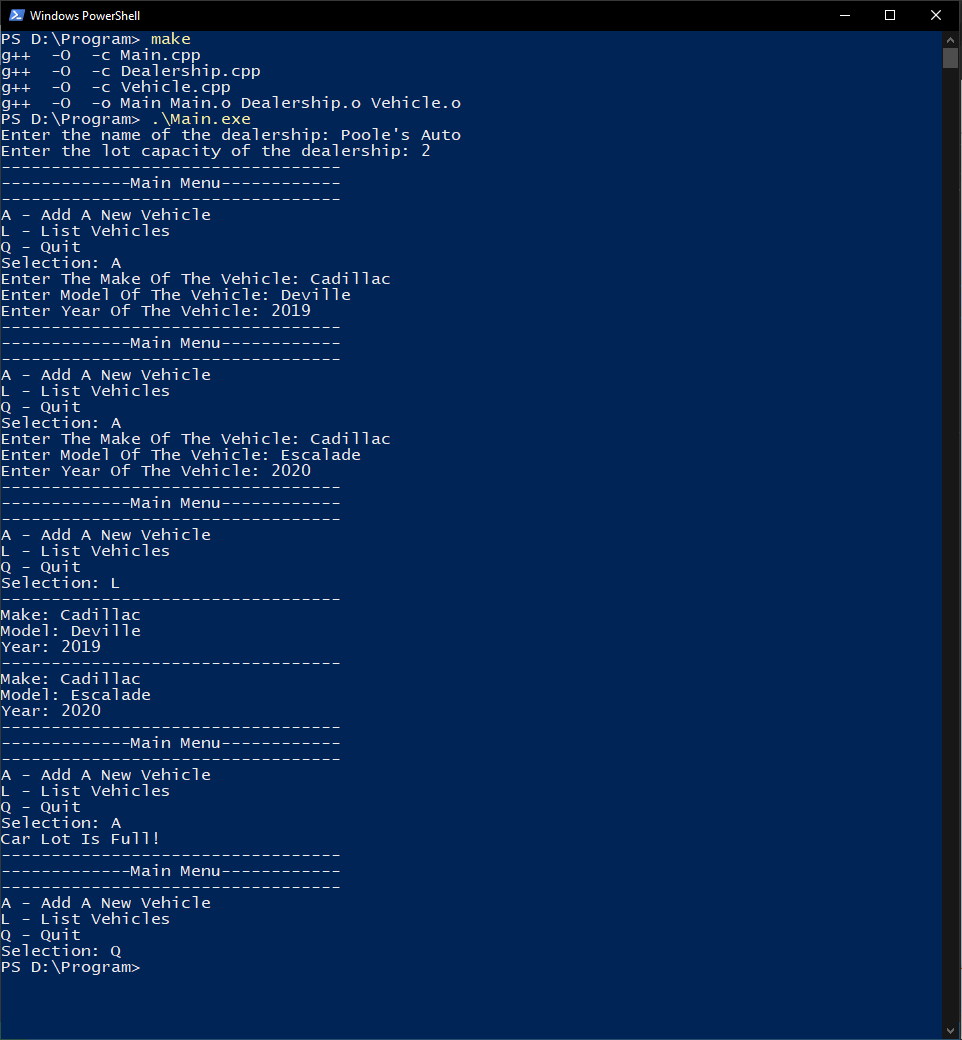 Windows PowerShell
PS D:\Program> make
g++  -O  -c Main.cpp
g++  -O  -c Dealership.cpp
g++  -O  -c Vehicle.cpp
g++  -O  -o Main Main.o Dealership.o Vehicle.o
PS D:\Program> .\Main.exe
Enter the name of the dealership: Poole's Auto
Enter the lot capacity of the dealership: 2
----------------------------------
-------------Main Menu------------
----------------------------------
A - Add A New Vehicle
L - List Vehicles
Q - Quit
Selection: A
Enter The Make Of The Vehicle: Cadillac
Enter Model Of The Vehicle: Deville
Enter Year Of The Vehicle: 2019
----------------------------------
-------------Main Menu------------
----------------------------------
A - Add A New Vehicle
L - List Vehicles
Q - Quit
Selection: A
Enter The Make Of The Vehicle: Cadillac
Enter Model Of The Vehicle: Escalade
Enter Year Of The Vehicle: 2020
----------------------------------
-------------Main Menu------------
----------------------------------
A - Add A New Vehicle
L - List Vehicles
Q - Quit
Selection: L
----------------------------------
Make: Cadillac
Model: Deville
Year: 2019
----------------------------------
Make: Cadillac
Model: Escalade
Year: 2020
----------------------------------
-------------Main Menu------------
----------------------------------
A - Add A New Vehicle
L - List Vehicles
Q - Quit
Selection: A
Car Lot Is Full!
----------------------------------
-------------Main Menu------------
----------------------------------
A - Add A New Vehicle
L - List Vehicles
Q - Quit
Selection: Q
PS D:\Program>